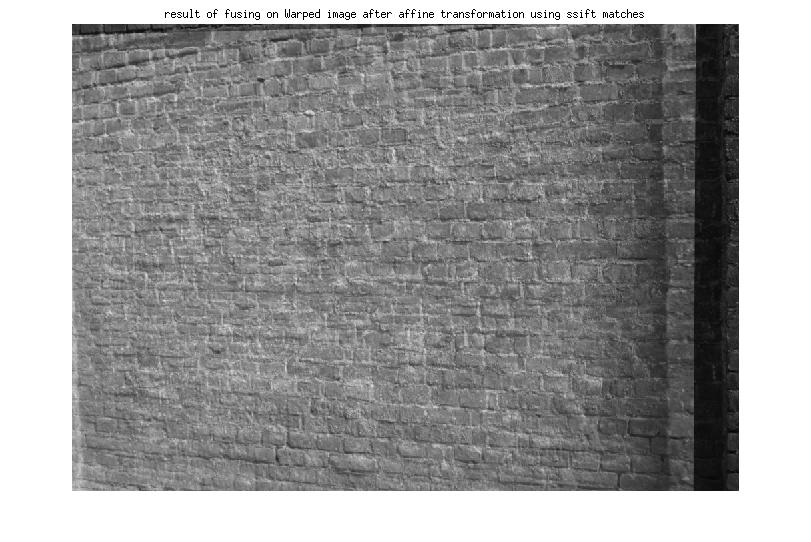 result of fusing on Warped image after affine transformation using ssift matches